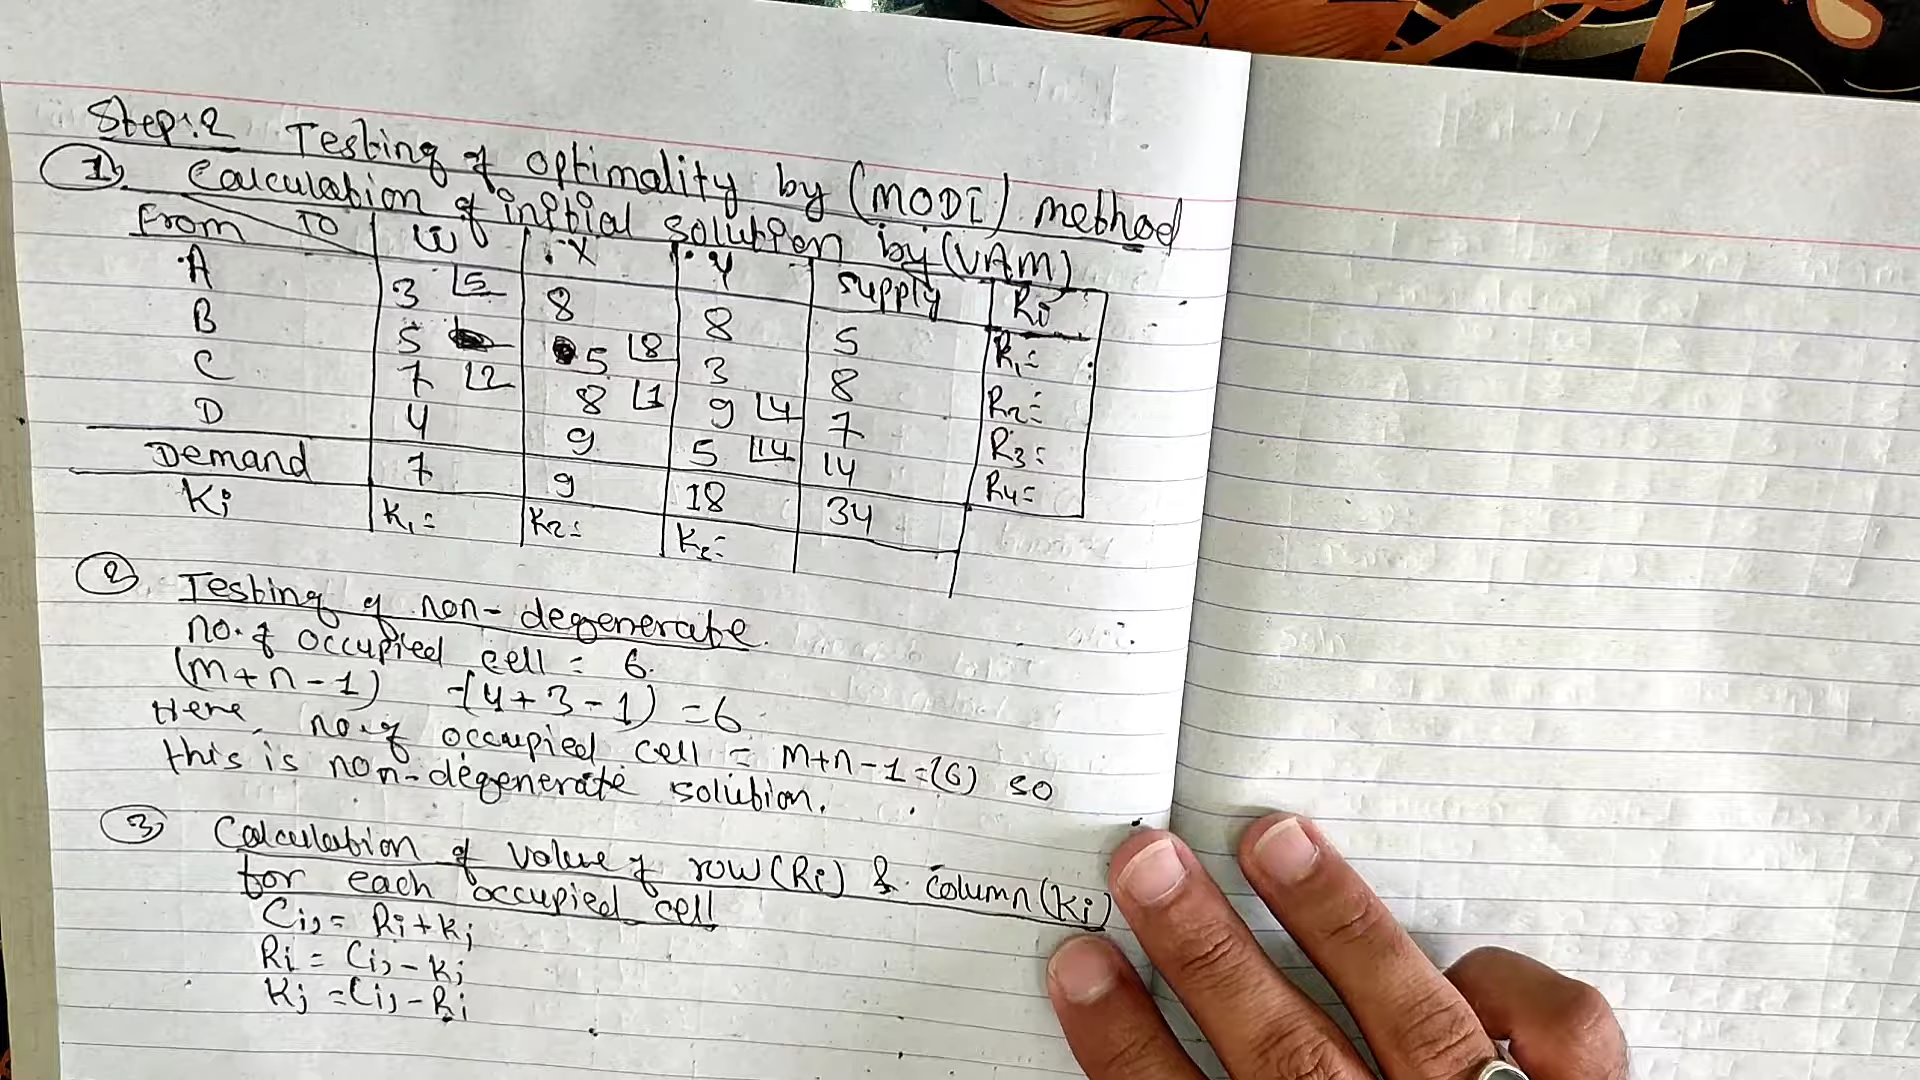 Step:2 Testing of optimality by (MODI) method
1) Calculation of initial solution by (VAM)
From TO W X Y Supply Ri
A 3 5 8 8 5 R1=
B 5 5 8 3 8 R2=
C 7 2 8 1 9 4 7 R3=
D 4 9 5 14 14 R4=
Demand 7 9 18 34
Kj K1= K2= K3=
2) Testing of non-degenerate.
no. of occupied cell = 6.
(m+n-1) -(4+3-1) =6
Here, no. of occupied cell = m+n-1=(6) so
this is non-degenerate solution.
3) Calculation of value of row (Ri) & column (Kj)
for each occupied cell
Cij = Ri+Kj
Ri = Cij - Kj
Kj = Cij - Ri